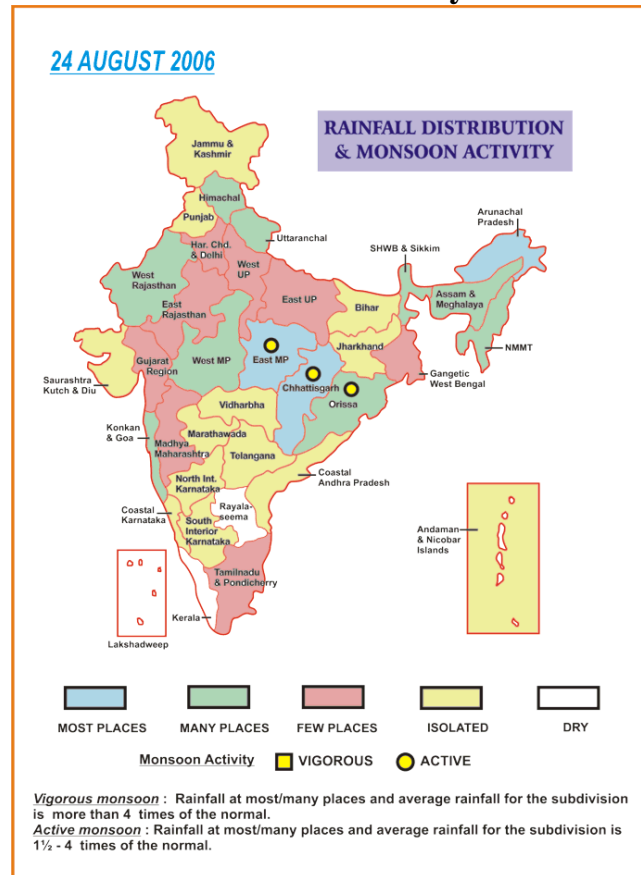 24 AUGUST 2006
RAINFALL DISTRIBUTION
& MONSOON ACTIVITY
Jammu &
Kashmir
Himachal
Punjab
Uttaranchal
Arunachal
Pradesh
Har. Chd.
& Delhi
West
UP
SHWB & Sikkim
West
Rajasthan
East
Rajasthan
East UP
Bihar
Assam &
Meghalaya
Jharkhand
NMMT
Gujarat
Region
West MP
East MP
Chhattisgarh
Orissa
Gangetic
West Bengal
Saurashtra
Kutch & Diu
Vidharbha
Konkan
& Goa
Madhya
Maharashtra
Marathawada
Telangana
Coastal
Andhra Pradesh
North Int.
Karnataka
Coastal
Karnataka
Rayala-
seema
South
Interior
Karnataka
Andaman
& Nicobar
Islands
Tamilnadu
& Pondicherry
Kerala
Lakshadweep
MOST PLACES
MANY PLACES
FEW PLACES
ISOLATED
DRY
Monsoon Activity
VIGOROUS
ACTIVE
Vigorous monsoon : Rainfall at most/many places and average rainfall for the subdivision
is more than 4 times of the normal.
Active monsoon : Rainfall at most/many places and average rainfall for the subdivision is
1½ - 4 times of the normal.